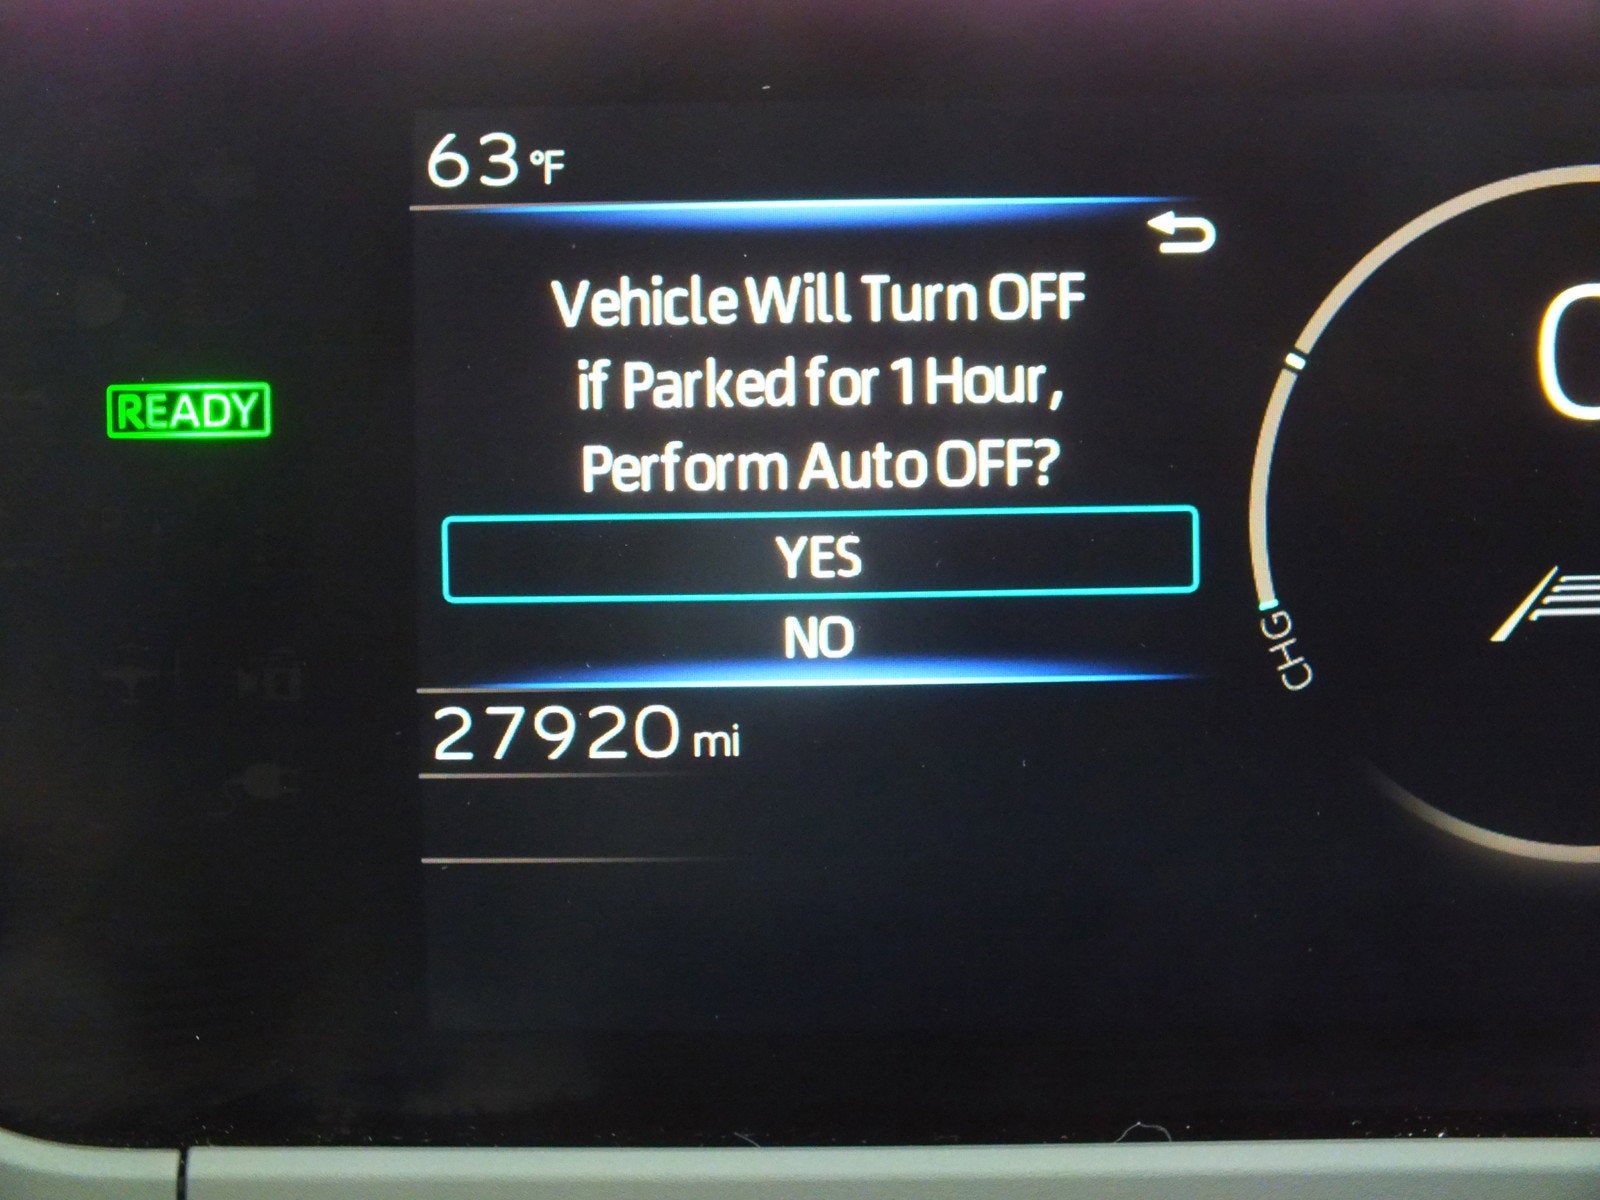 63°F
Vehicle Will Turn OFF
if Parked for 1 Hour,
Perform Auto OFF?
READY
YES
NO
CHG
27920 mi